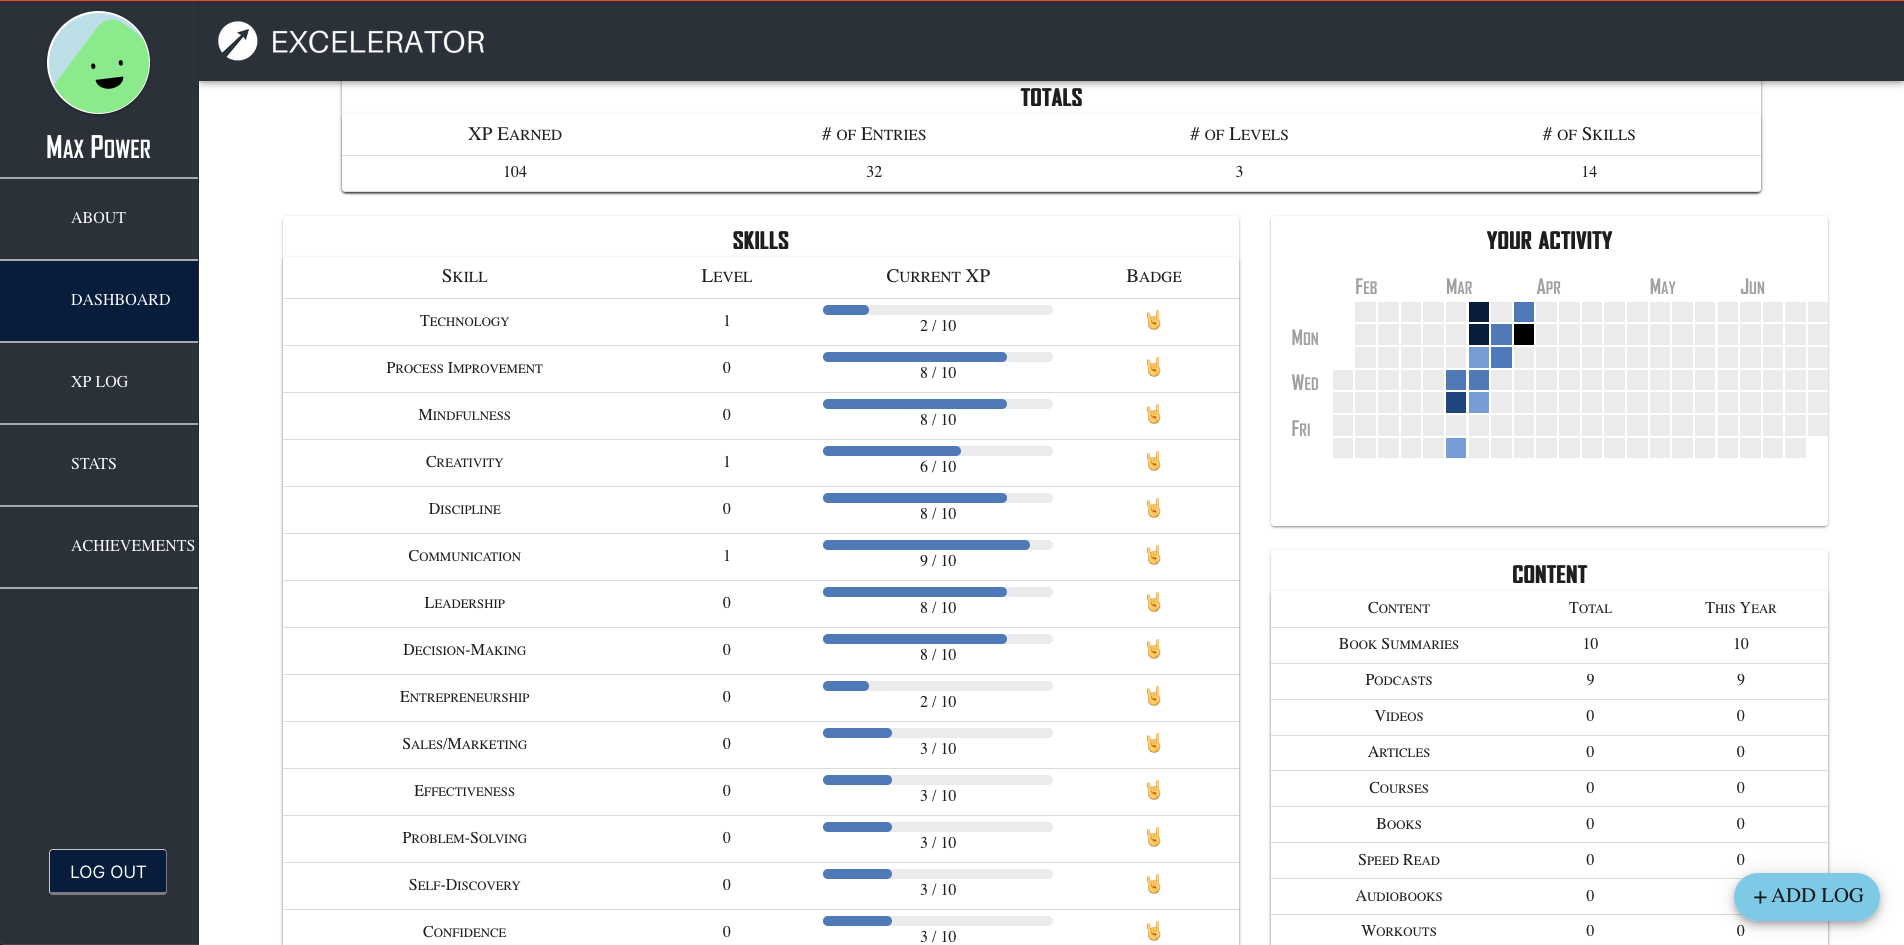 EXCELERATOR
Max Power
ABOUT
DASHBOARD
XP LOG
STATS
ACHIEVEMENTS
LOG OUT
TOTALS
XP Earned # of Entries # of Levels # of Skills
104 32 3 14
SKILLS
Skill Level Current XP Badge
Technology 1 2 / 10
Process Improvement 0 8 / 10
Mindfulness 0 8 / 10
Creativity 1 6 / 10
Discipline 0 8 / 10
Communication 1 9 / 10
Leadership 0 8 / 10
Decision-Making 0 8 / 10
Entrepreneurship 0 2 / 10
Sales/Marketing 0 3 / 10
Effectiveness 0 3 / 10
Problem-Solving 0 3 / 10
Self-Discovery 0 3 / 10
Confidence 0 3 / 10
YOUR ACTIVITY
Feb Mar Apr May Jun
Mon
Wed
Fri
CONTENT
Content Total This Year
Book Summaries 10 10
Podcasts 9 9
Videos 0 0
Articles 0 0
Courses 0 0
Books 0 0
Speed Read 0 0
Audiobooks 0
Workouts 0 0
+ ADD LOG